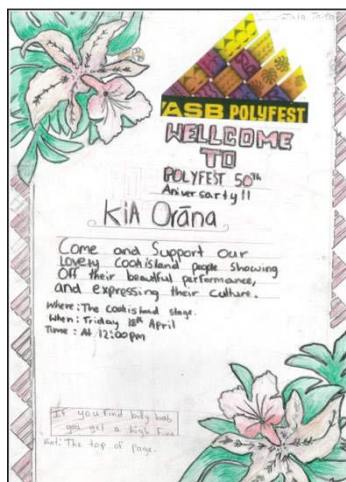 ASB POLYFEST
WELLCOME
TO
POLYFEST 50th
Aniversarty!!
Kia Orāna
Come and Support Our
Lovely Cookisland people showing
Off their beautiful performance,
and expressing their culture.
Where: The Cookisland stage.
When: Friday 18th April
Time: At 12:00pm
If you find billy bob
you get a high five
Hint: The top of page.